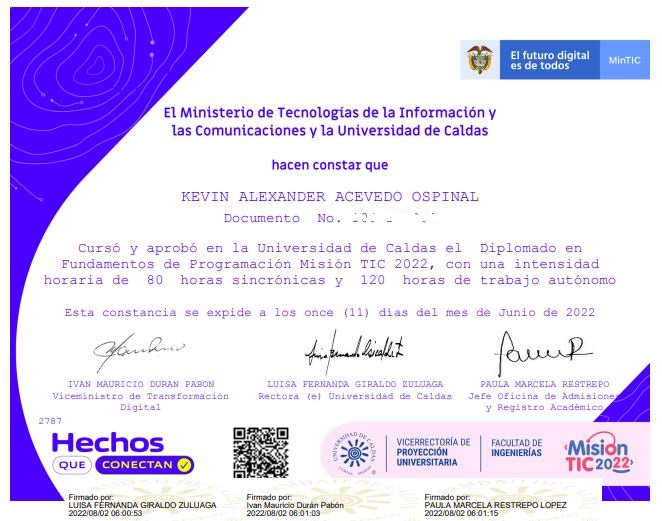 El futuro digital
es de todos
MinTIC
El Ministerio de Tecnologías de la Información y
las Comunicaciones y la Universidad de Caldas
hacen constar que
KEVIN ALEXANDER ACEVEDO OSPINAL
Documento No.
Cursó y aprobó en la Universidad de Caldas el Diplomado en
Fundamentos de Programación Misión TIC 2022, con una intensidad
horaria de 80 horas sincrónicas y 120 horas de trabajo autónomo
Esta constancia se expide a los once (11) días del mes de Junio de 2022
IVAN MAURICIO DURAN PABON
Viceministro de Transformación
Digital
LUISA FERNANDA GIRALDO ZULUAGA
Rectora (e) Universidad de Caldas
PAULA MARCELA RESTREPO
Jefe Oficina de Admisiones
y Registro Académico
2787
Hechos
QUE CONECTAN
UNIVERSIDAD DE CALDAS
VICERRECTORÍA DE
PROYECCIÓN
UNIVERSITARIA
FACULTAD DE
INGENIERÍAS
Misión
TIC2022
Firmado por:
LUISA FERNANDA GIRALDO ZULUAGA
2022/08/02 06:00:53
Firmado por:
Ivan Mauricio Durán Pabón
2022/08/02 06:01:03
Firmado por:
PAULA MARCELA RESTREPO LOPEZ
2022/08/02 06:01:15